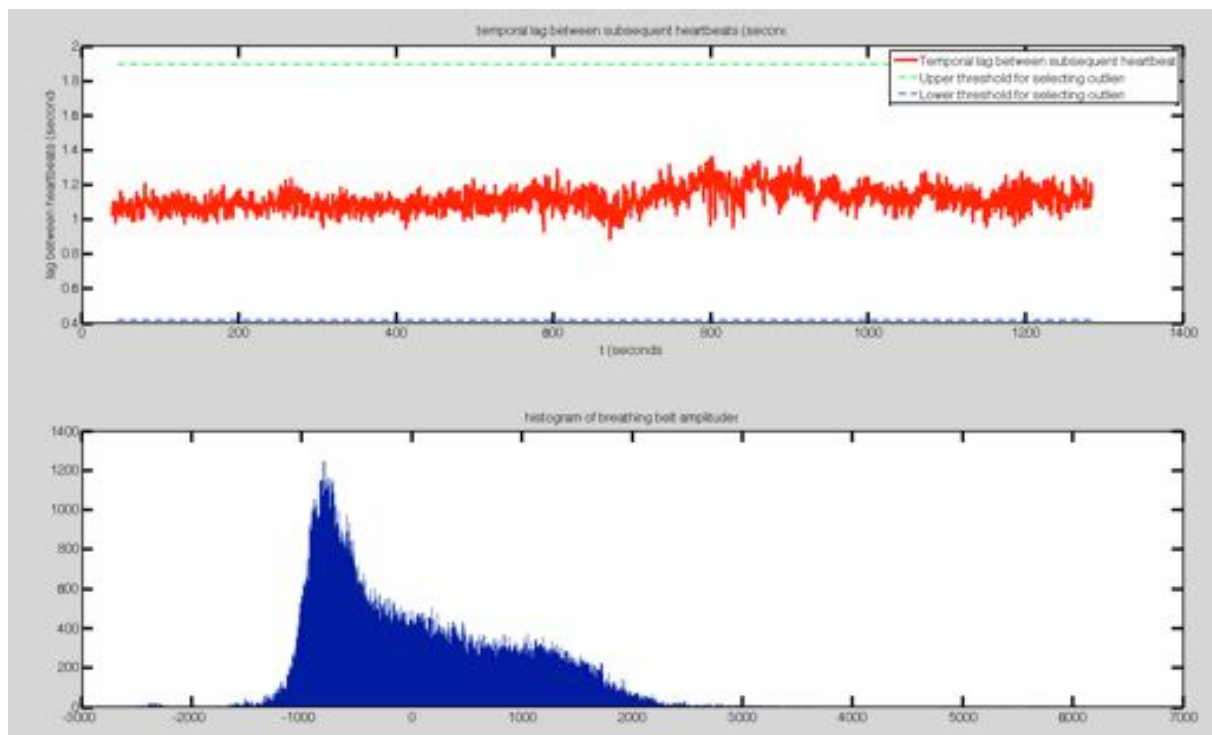 temporal lag between subsequent heartbeats (secon
lag between heartbeats (second
2
1.8
1.6
1.4
1.2
1
0.8
0.6
0.4
Temporal lag between subsequent heartbeat
Upper threshold for selecting outlier
Lower threshold for selecting outlier
0 200 400 600 800 1000 1200 1400
t (seconds
histogram of breathing belt amplitudes
1400
1200
1000
800
600
400
200
0
-3000 -2000 -1000 0 1000 2000 3000 4000 5000 6000 7000